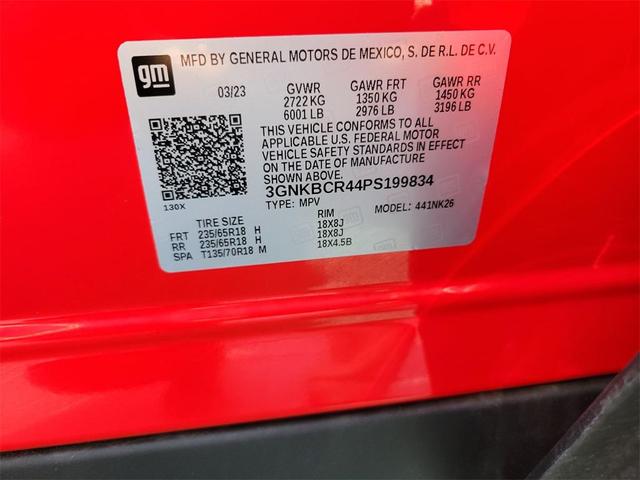 gm MFD BY GENERAL MOTORS DE MEXICO, S. DE R.L. DE C.V.
03/23 GVWR GAWR FRT GAWR RR
2722 KG 1350 KG 1450 KG
6001 LB 2976 LB 3196 LB
THIS VEHICLE CONFORMS TO ALL
APPLICABLE U.S. FEDERAL MOTOR
VEHICLE SAFETY STANDARDS IN EFFECT
ON THE DATE OF MANUFACTURE
SHOWN ABOVE.
3GNKBCR44PS199834
130X TYPE: MPV MODEL: 441NK26
TIRE SIZE RIM
FRT 235/65R18 H 18X8J
RR 235/65R18 H 18X8J
SPA T135/70R18 M 18X4.5B